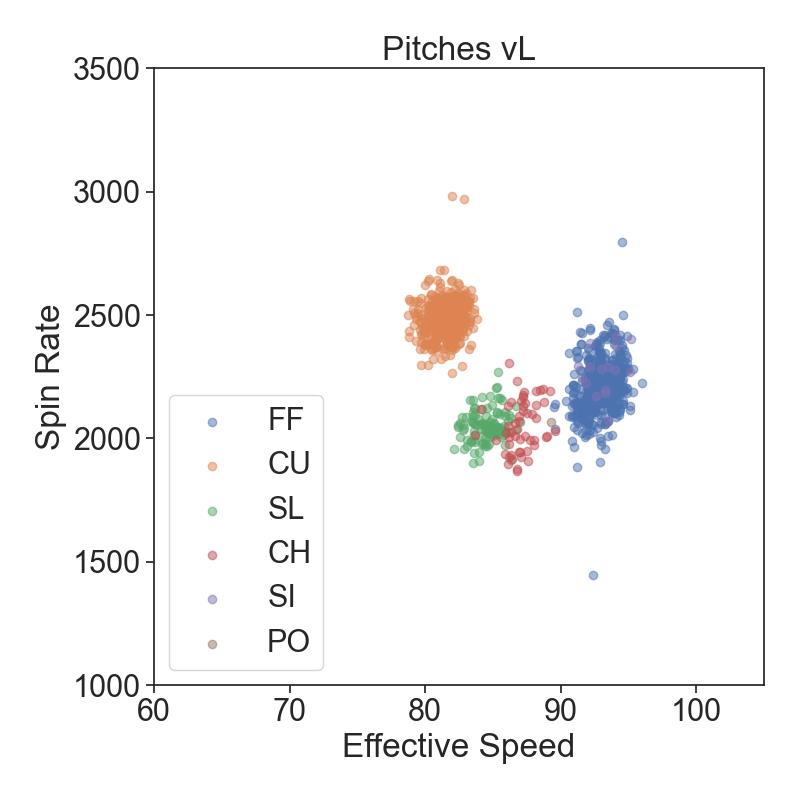 Pitches vL
3500
3000
2500
2000
1500
1000
Spin Rate
FF
CU
SL
CH
SI
PO
60 70 80 90 100
Effective Speed